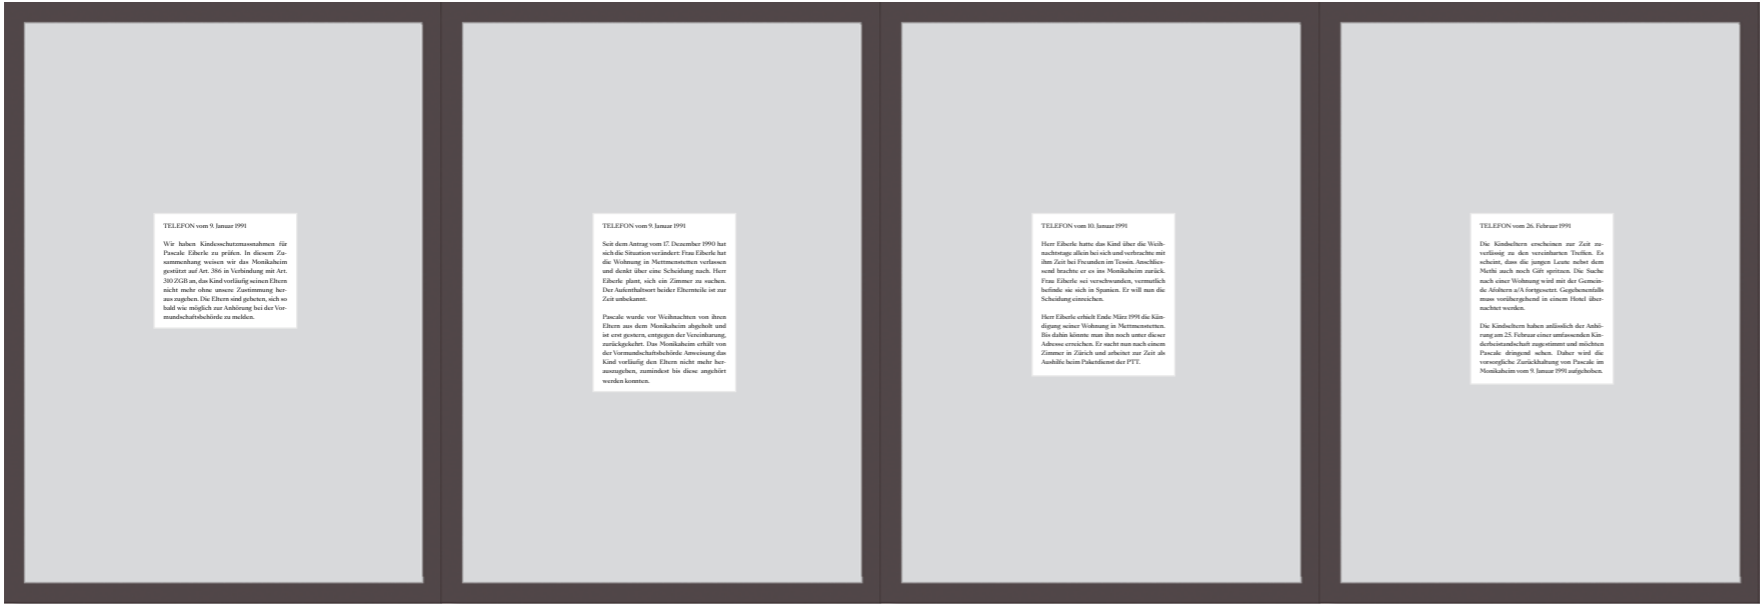 TELEFON vom 9. Januar 1991
Wir haben Kindesschutzmassnahmen für
Pascale Eiberle zu prüfen. In diesem Zu-
sammenhang weisen wir das Monikaheim
gestützt auf Art. 386 in Verbindung mit Art.
310 ZGB an, das Kind vorläufig seinen Eltern
nicht mehr ohne unsere Zustimmung her-
aus zugeben. Die Eltern sind gebeten, sich so
bald wie möglich zur Anhörung bei der Vor-
mundschaftsbehörde zu melden.
TELEFON vom 9. Januar 1991
Seit dem Antrag vom 17. Dezember 1990 hat
sich die Situation verändert: Frau Eiberle hat
die Wohnung in Mettmenstetten verlassen
und denkt über eine Scheidung nach. Herr
Eiberle plant, sich ein Zimmer zu suchen.
Der Aufenthaltsort beider Elternteile ist zur
Zeit unbekannt.
Pascale wurde vor Weihnachten von ihren
Eltern aus dem Monikaheim abgeholt und
ist erst gestern, entgegen der Vereinbarung,
zurückgekehrt. Das Monikaheim erhält von
der Vormundschaftsbehörde Anweisung das
Kind vorläufig den Eltern nicht mehr her-
auszugeben, zumindest bis diese angehört
werden konnten.
TELEFON vom 10. Januar 1991
Herr Eiberle hatte das Kind über die Weih-
nachtstage allein bei sich und verbrachte mit
ihm Zeit bei Freunden im Tessin. Anschlies-
send brachte er es ins Monikaheim zurück.
Frau Eiberle sei verschwunden, vermutlich
befinde sie sich in Spanien. Er will nun die
Scheidung einreichen.
Herr Eiberle erhielt Ende März 1991 die Kün-
digung seiner Wohnung in Mettmenstetten.
Bis dahin könnte man ihn noch unter dieser
Adresse erreichen. Er sucht nun nach einem
Zimmer in Zürich und arbeitet zur Zeit als
Aushilfe beim Paketdienst der PTT.
TELEFON vom 26. Februar 1991
Die Kindseltern erscheinen zur Zeit zu-
verlässig zu den vereinbarten Treffen. Es
scheint, dass die jungen Leute nebst dem
Methi auch noch Gift spritzen. Die Suche
nach einer Wohnung wird mit der Gemein-
de Afoltern a/A fortgesetzt. Gegebenenfalls
muss vorübergehend in einem Hotel über-
nachtet werden.
Die Kindseltern haben anlässlich der Anhö-
rung am 25. Februar einer umfassenden Kin-
derbeistandschaft zugestimmt und möchten
Pascale dringend sehen. Daher wird die
vorsorgliche Zurückhaltung von Pascale im
Monikaheim vom 9. Januar 1991 aufgehoben.